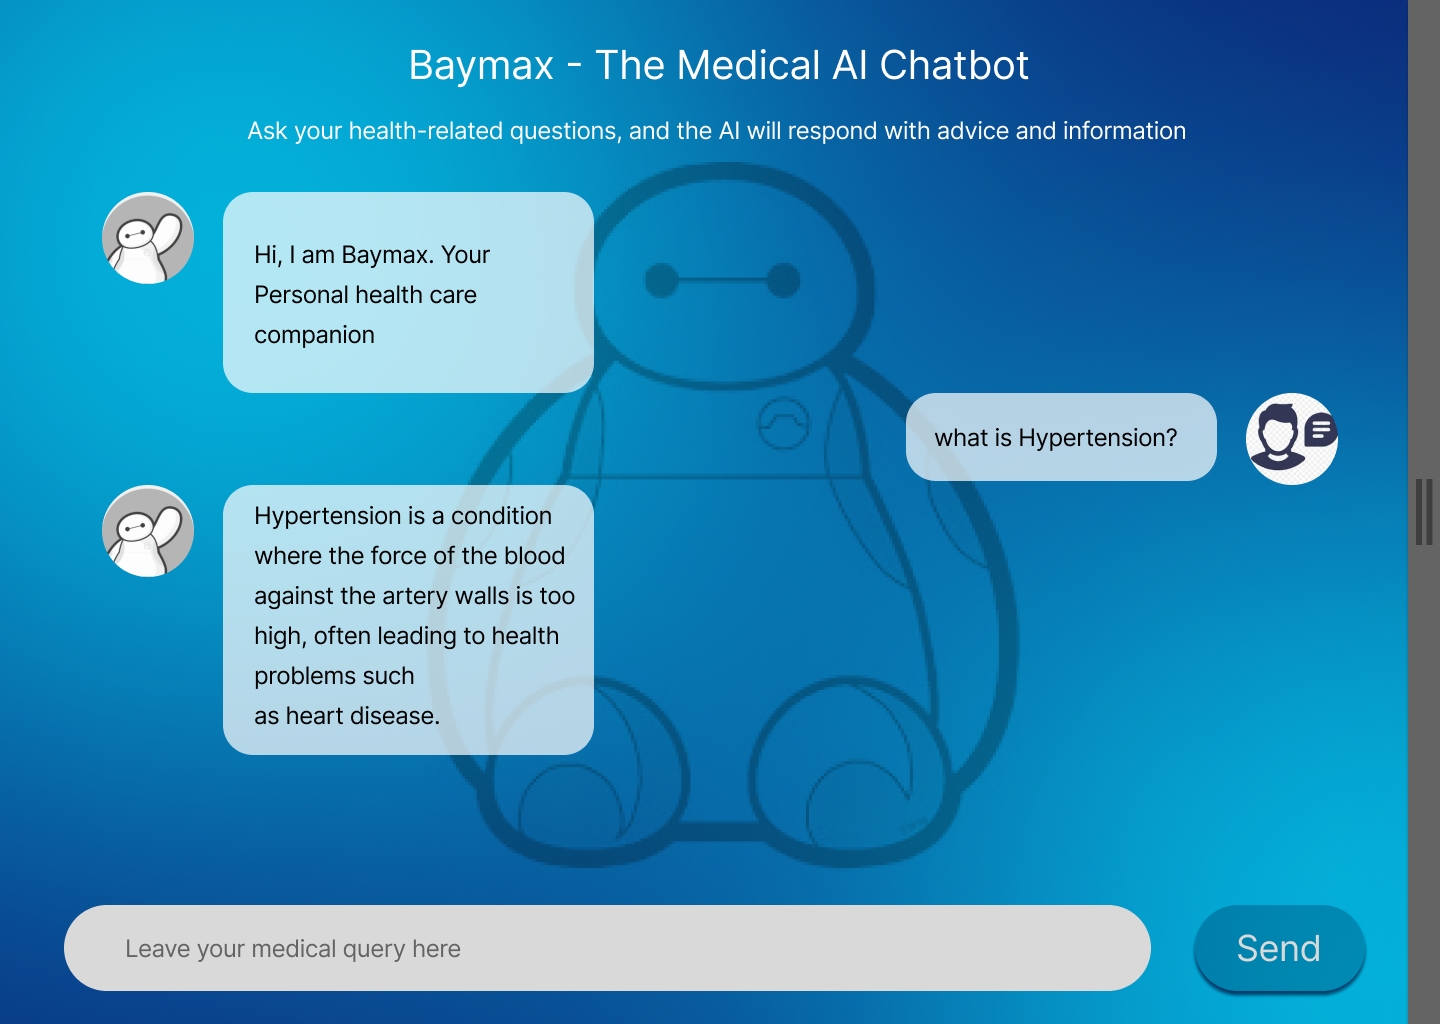 Baymax - The Medical AI Chatbot
Ask your health-related questions, and the AI will respond with advice and information
Hi, I am Baymax. Your
Personal health care
companion
what is Hypertension?
Hypertension is a condition
where the force of the blood
against the artery walls is too
high, often leading to health
problems such
as heart disease.
Leave your medical query here
Send